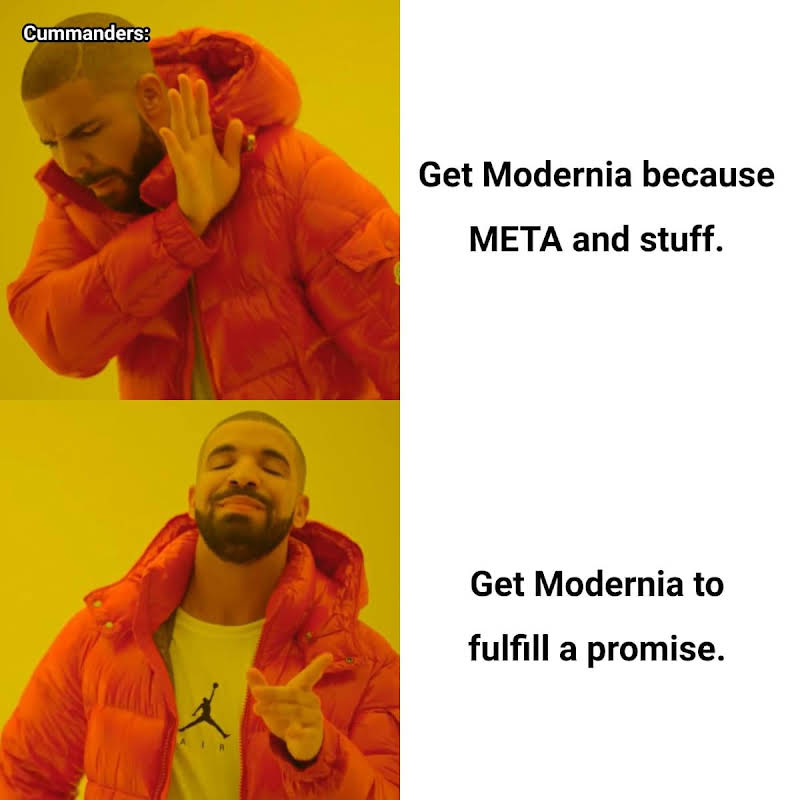 Cummanders:
Get Modernia because
META and stuff.
Get Modernia to
fulfill a promise.
A I R